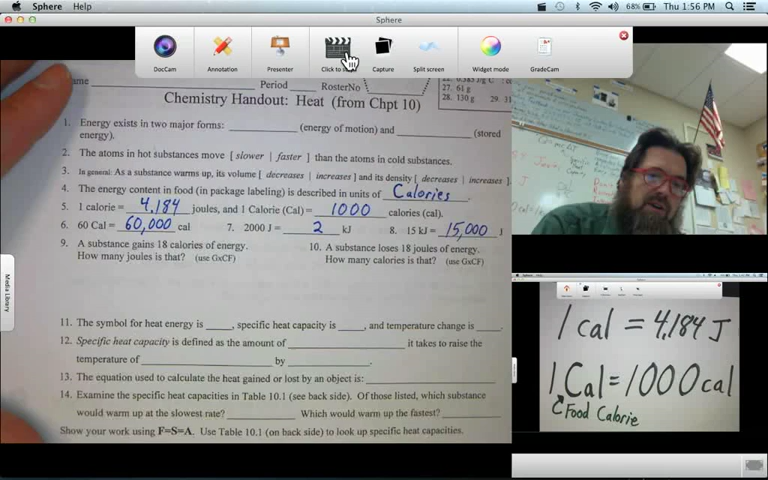 Sphere Help 68% Thu 1:56 PM
Sphere
DocCam Annotation Presenter Click to Capture Split screen Widget mode GradeCam
Media Library
ame Period RosterNo
Chemistry Handout: Heat (from Chpt 10)
27. 61 g
28. 130 g 29. 31
1. Energy exists in two major forms: (energy of motion) and (stored
energy).
2. The atoms in hot substances move [ slower | faster ] than the atoms in cold substances.
3. In general: As a substance warms up, its volume [ decreases | increases ] and its density [ decreases | increases ].
4. The energy content in food (in package labeling) is described in units of Calories.
5. 1 calorie = 4.184 joules, and 1 Calorie (Cal) = 1000 calories (cal).
6. 60 Cal = 60,000 cal 7. 2000 J = 2 kJ 8. 15 kJ = 15,000 J
9. A substance gains 18 calories of energy. 10. A substance loses 18 joules of energy.
How many joules is that? (use GxCF) How many calories is that? (use GxCF)
11. The symbol for heat energy is , specific heat capacity is , and temperature change is .
12. Specific heat capacity is defined as the amount of it takes to raise the
temperature of by .
13. The equation used to calculate the heat gained or lost by an object is:
14. Examine the specific heat capacities in Table 10.1 (see back side). Of those listed, which substance
would warm up at the slowest rate? Which would warm up the fastest?
Show your work using F=S=A. Use Table 10.1 (on back side) to look up specific heat capacities.
1 cal = 4.184 J
1 Cal = 1000 cal
Food Calorie